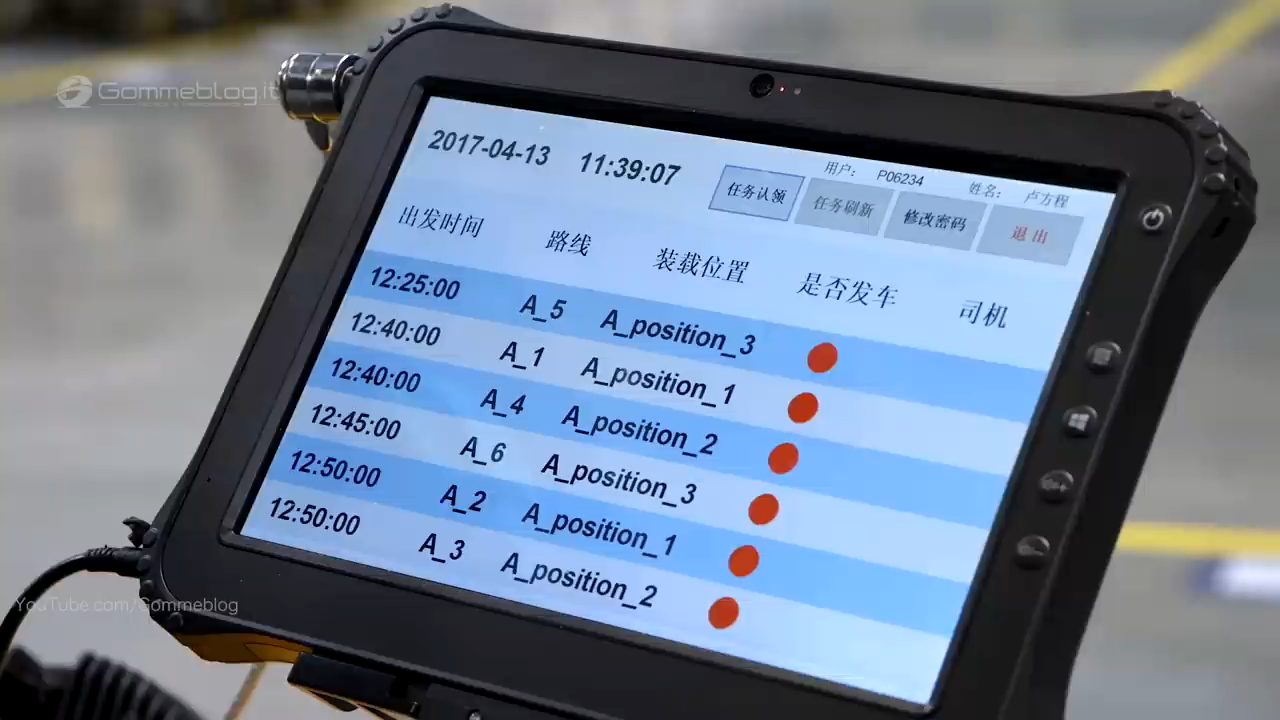 Gommeblog.it
2017-04-13 11:39:07
用户: P06234 姓名: 卢方程
任务认领 任务刷新 修改密码 退出
出发时间 路线 装载位置 是否发车 司机
12:25:00 A_5 A_position_3
12:40:00 A_1 A_position_1
12:40:00 A_4 A_position_2
12:45:00 A_6 A_position_3
12:50:00 A_2 A_position_1
12:50:00 A_3 A_position_2
YouTube.com/Gommeblog